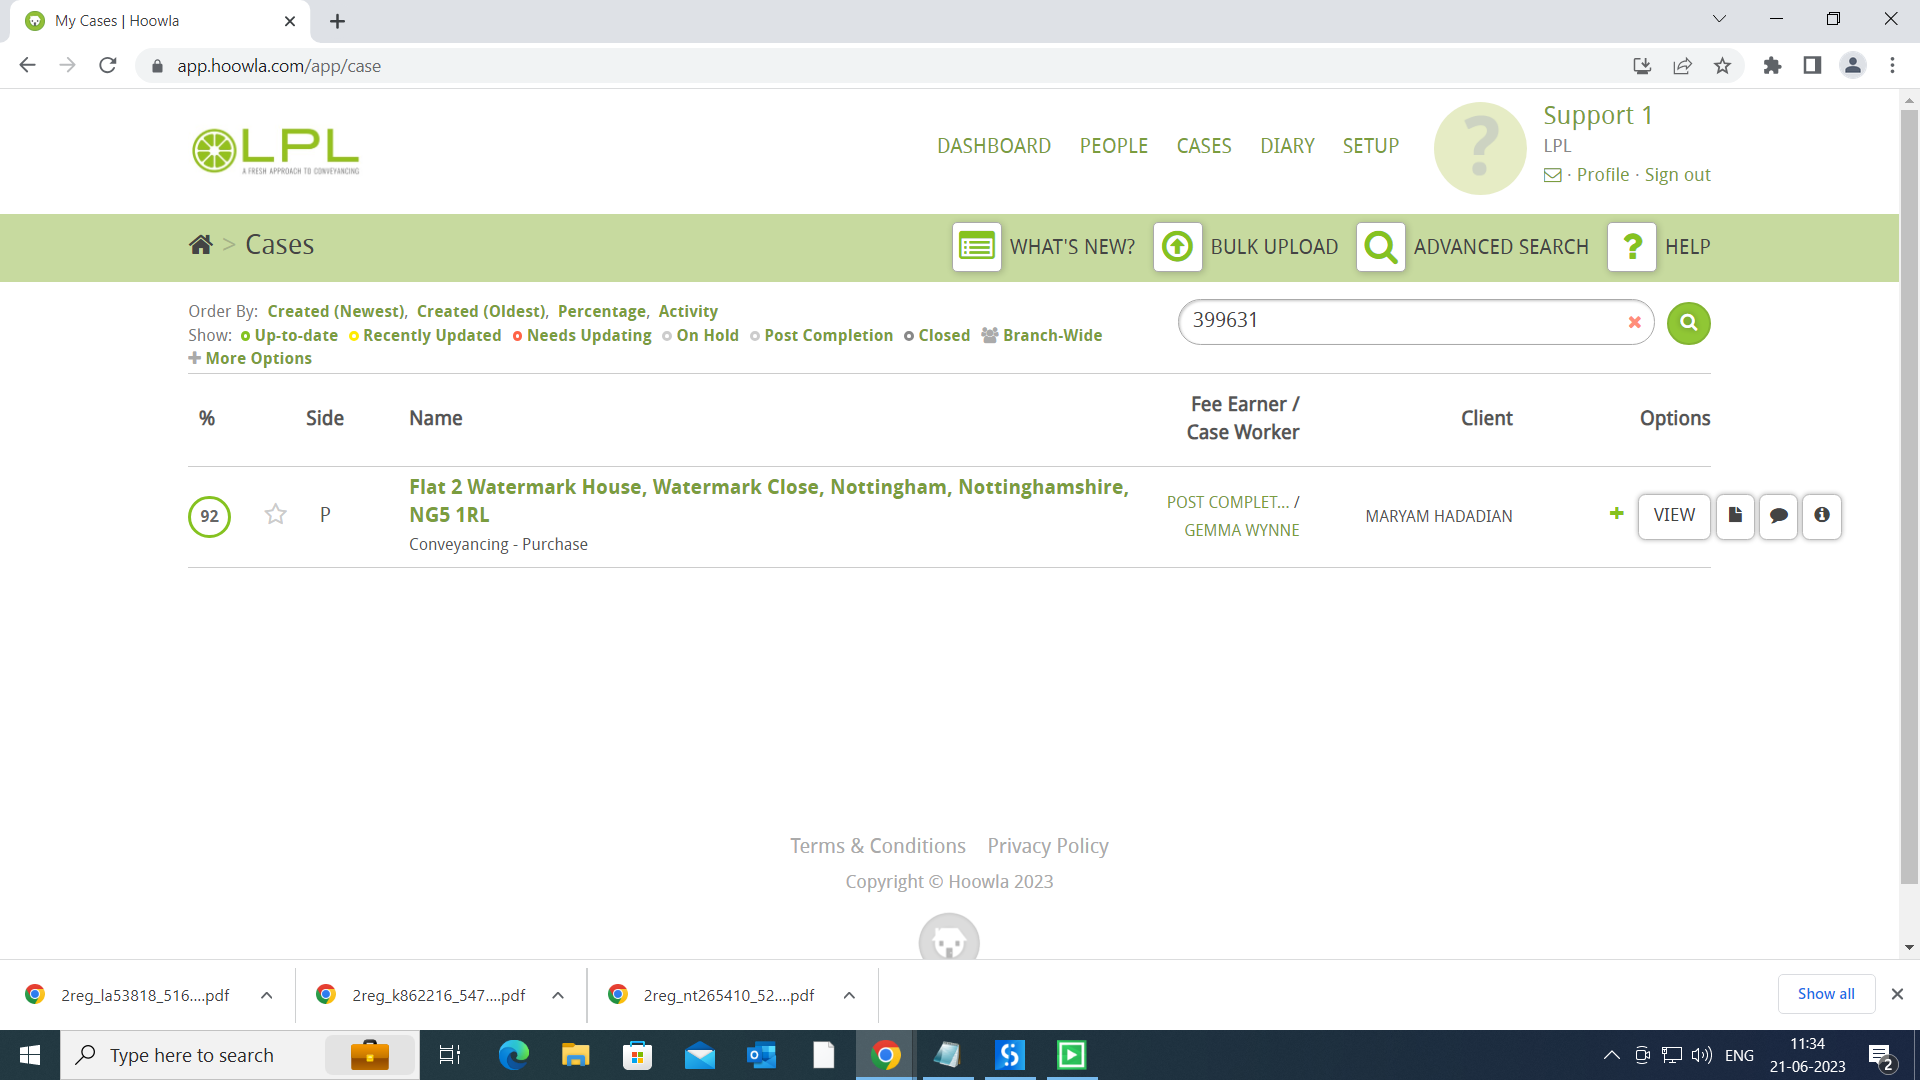 My Cases | Hoowla
app.hoowla.com/app/case
LPL
A FRESH APPROACH TO CONVEYANCING
DASHBOARD PEOPLE CASES DIARY SETUP
?
Support 1
LPL
· Profile · Sign out
> Cases
WHAT'S NEW? BULK UPLOAD ADVANCED SEARCH ? HELP
Order By: Created (Newest), Created (Oldest), Percentage, Activity
Show: Up-to-date Recently Updated Needs Updating On Hold Post Completion Closed Branch-Wide
More Options
399631
% Side Name Fee Earner / Case Worker Client Options
92 P Flat 2 Watermark House, Watermark Close, Nottingham, Nottinghamshire,
NG5 1RL
Conveyancing - Purchase
POST COMPLET... /
GEMMA WYNNE
MARYAM HADADIAN
VIEW
Terms & Conditions Privacy Policy
Copyright © Hoowla 2023
2reg_la53818_516....pdf 2reg_k862216_547....pdf 2reg_nt265410_52....pdf Show all
Type here to search
ENG
11:34
21-06-2023
2